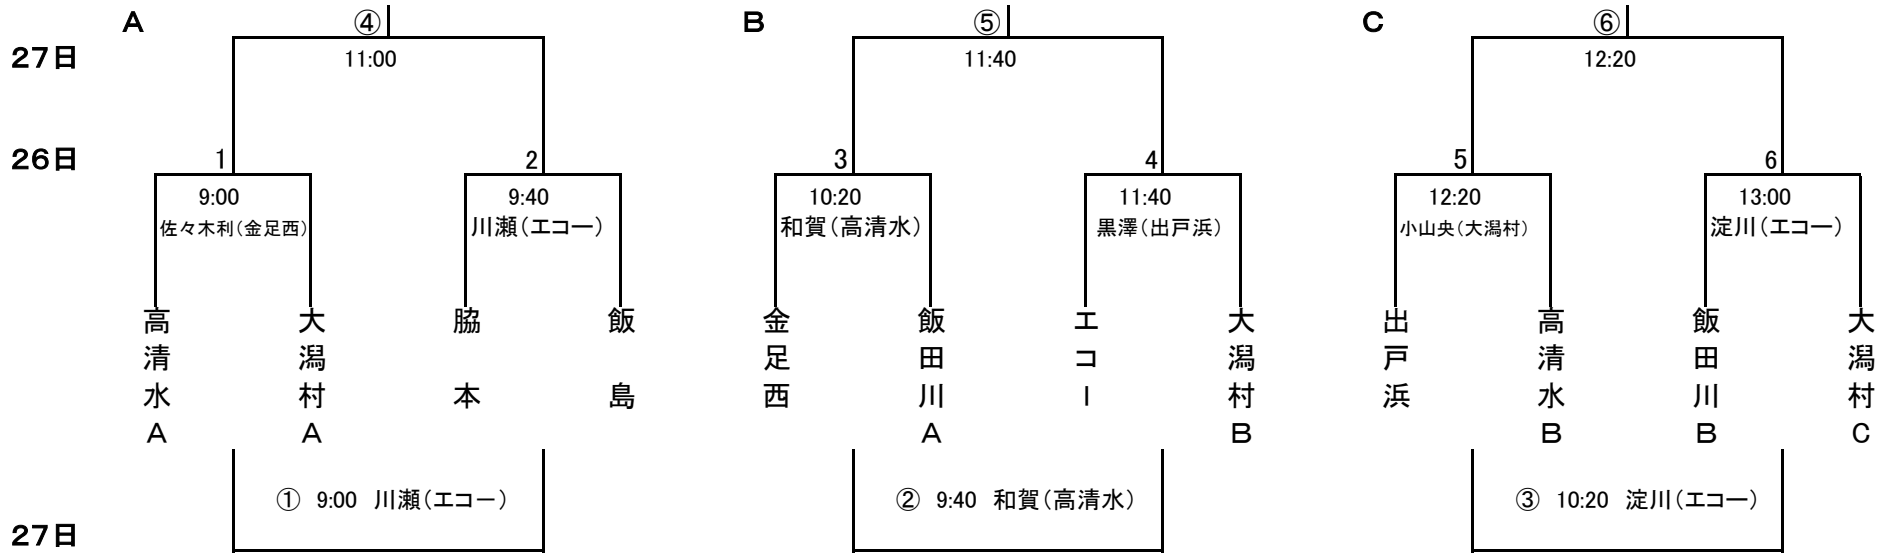 A ④ B ⑤ C ⑥
27日 11:00 11:40 12:20
26日 1 2 3 4 5 6
9:00 9:40 10:20 11:40 12:20 13:00
佐々木利(金足西) 川瀬(エコー) 和賀(高清水) 黒澤(出戸浜) 小山央(大潟村) 淀川(エコー)
高清水A
大潟村A
脇本
飯島
金足西
飯田川A
エコー
大潟村B
出戸浜
高清水B
飯田川B
大潟村C
① 9:00 川瀬(エコー) ② 9:40 和賀(高清水) ③ 10:20 淀川(エコー)
27日